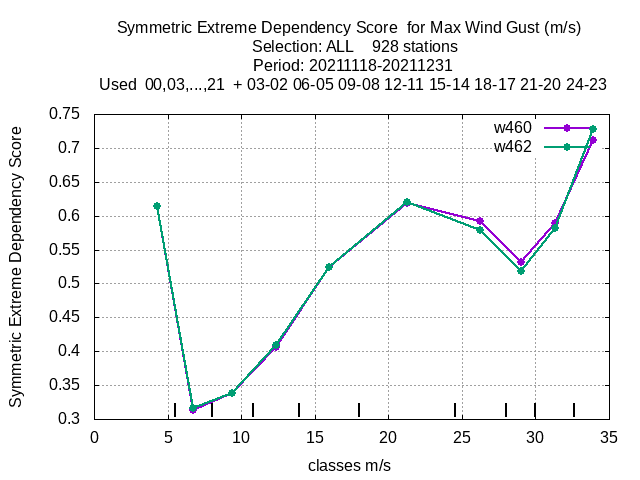 Symmetric Extreme Dependency Score  for Max Wind Gust (m/s)
Selection: ALL    928 stations
Period: 20211118-20211231
Used  00,03,...,21  + 03-02 06-05 09-08 12-11 15-14 18-17 21-20 24-23
Symmetric Extreme Dependency Score
0.75
0.7
0.65
0.6
0.55
0.5
0.45
0.4
0.35
0.3
w460
w462
0 5 10 15 20 25 30 35
classes m/s